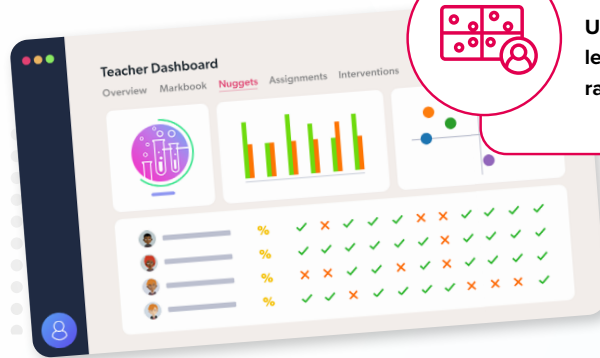 Teacher Dashboard
Overview Markbook Nuggets Assignments Interventions
%
%
%
%
U
le
ra